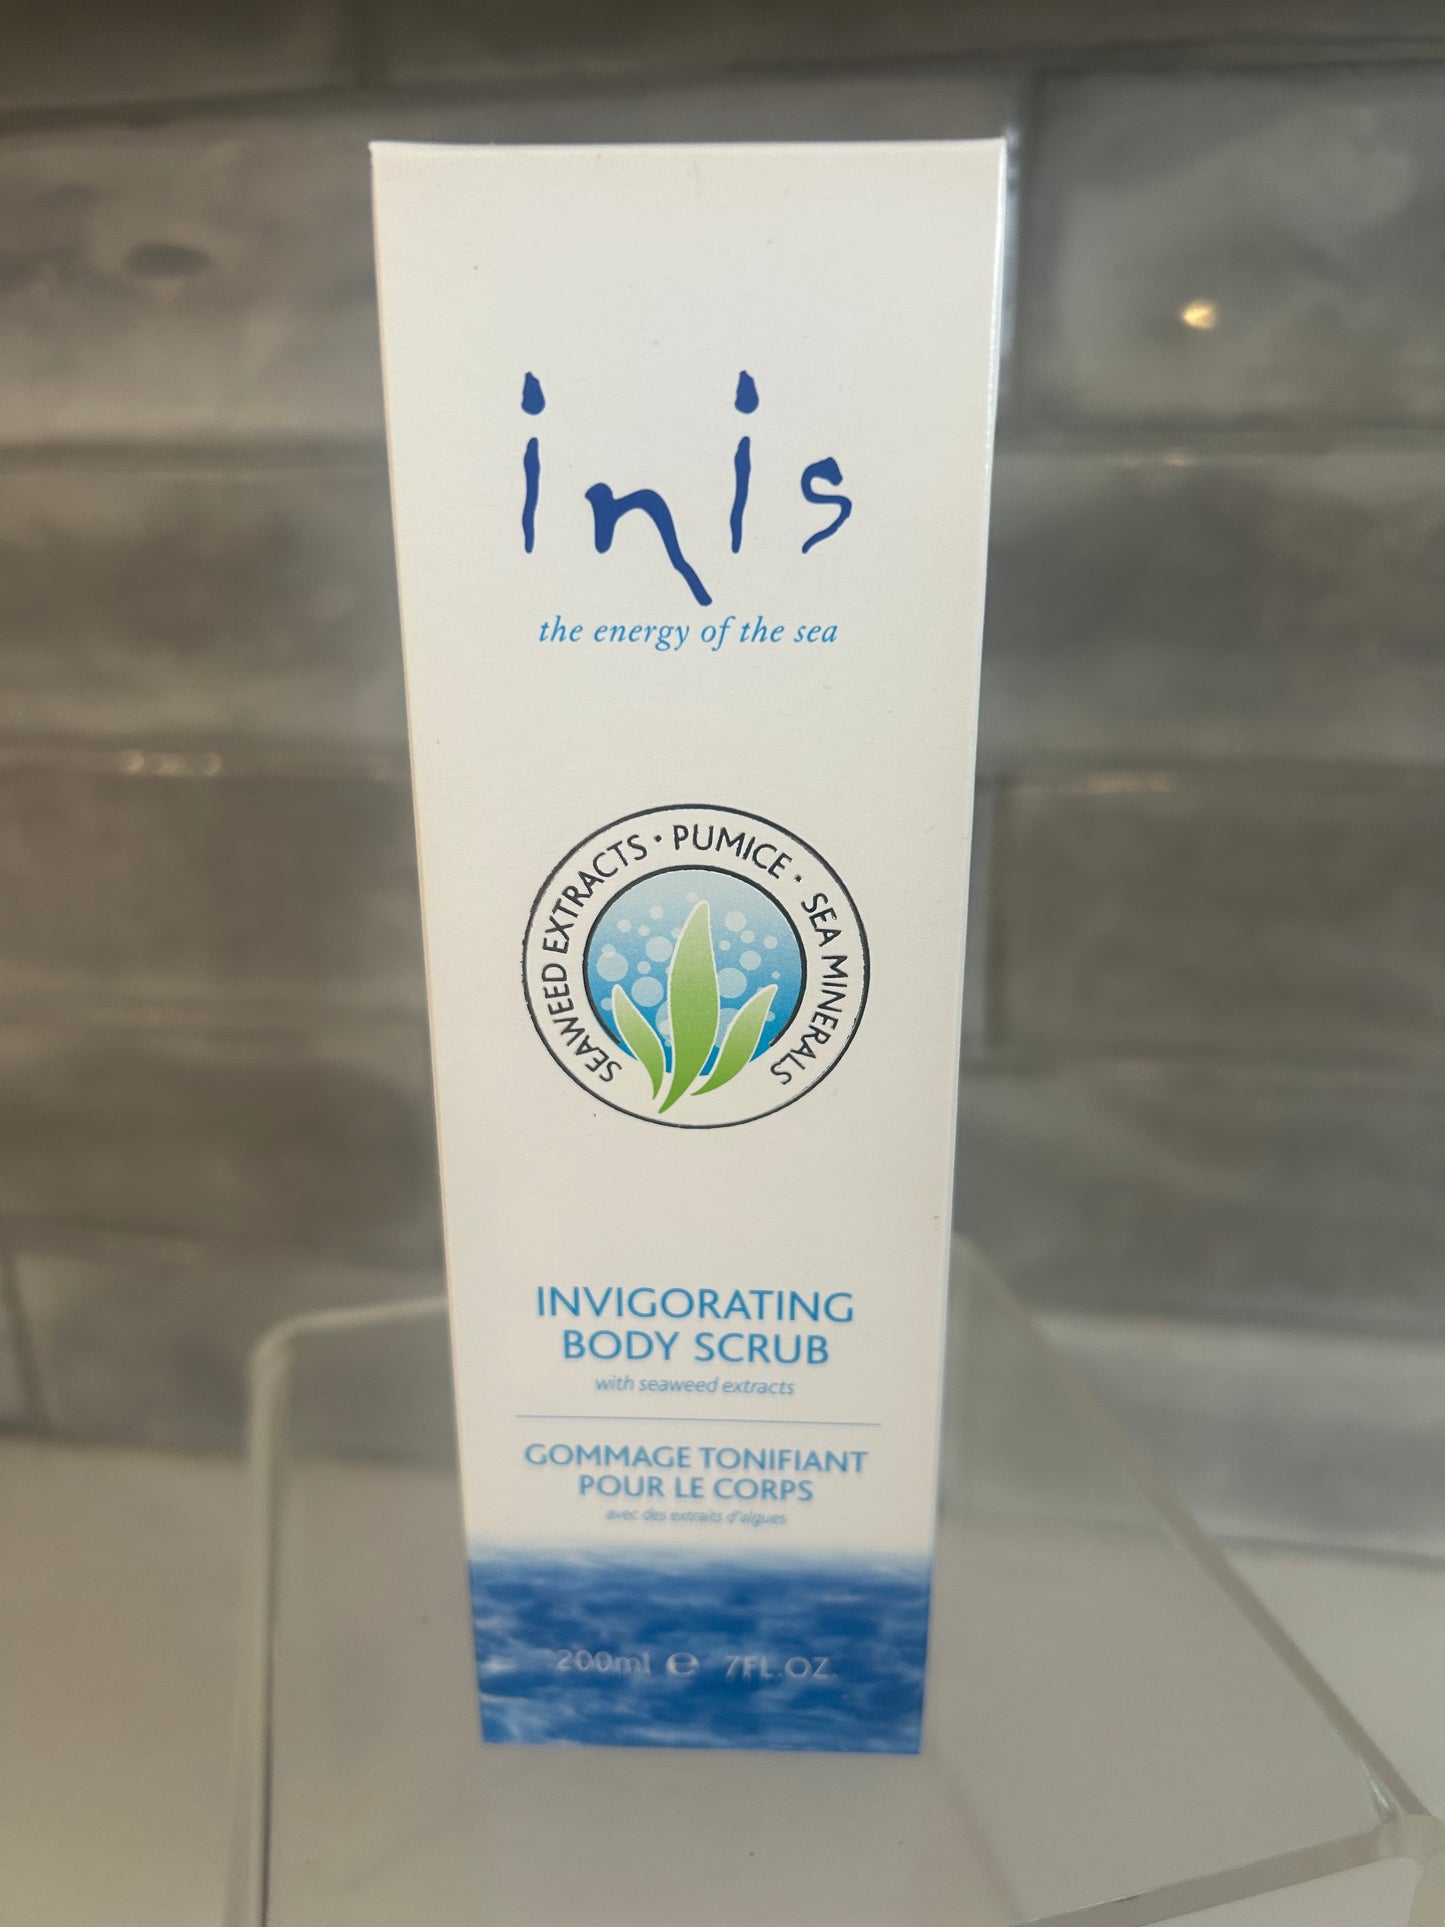 inis
the energy of the sea
SEAWEED EXTRACTS · PUMICE · SEA MINERALS
INVIGORATING
BODY SCRUB
with seaweed extracts
GOMMAGE TONIFIANT
POUR LE CORPS
avec des extraits d'algues
200ml ℮ 7FL.OZ.